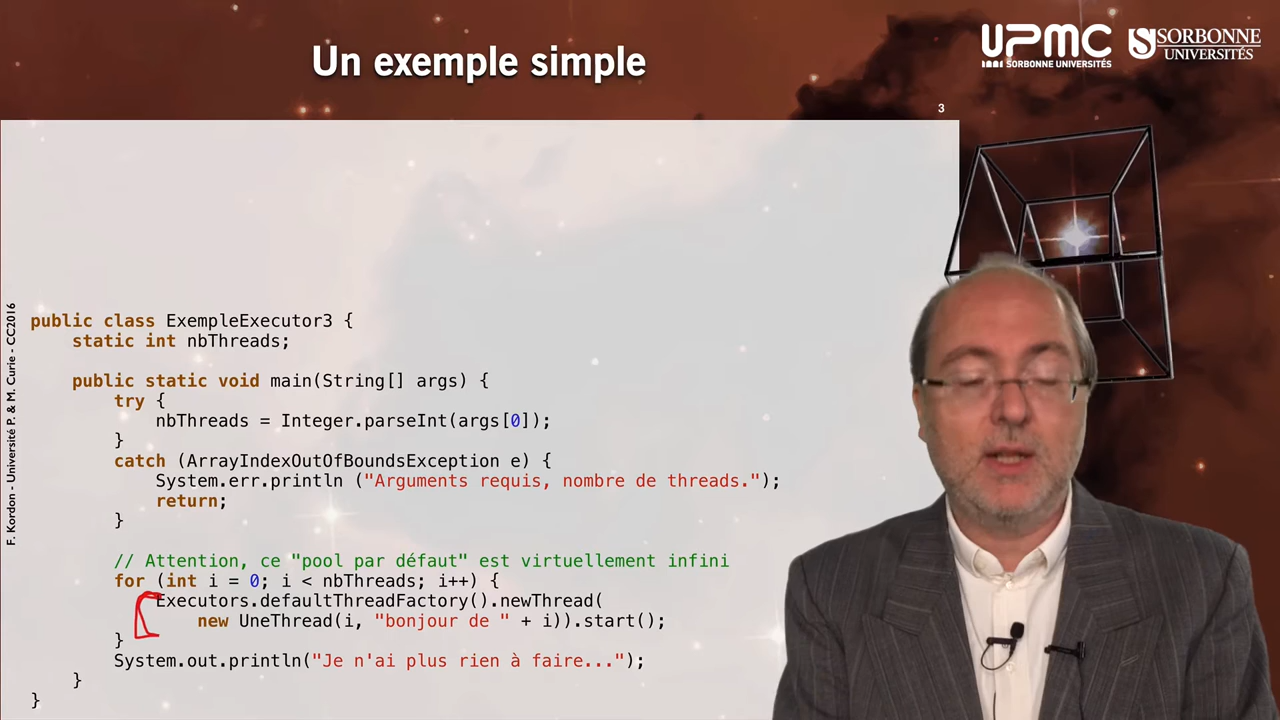 Un exemple simple
UPMC
SORBONNE UNIVERSITÉS
SORBONNE
UNIVERSITÉS
3
F. Kordon - Université P. & M. Curie - CC2016
public class ExempleExecutor3 {
static int nbThreads;
public static void main(String[] args) {
try {
nbThreads = Integer.parseInt(args[0]);
}
catch (ArrayIndexOutOfBoundsException e) {
System.err.println ("Arguments requis, nombre de threads.");
return;
}
// Attention, ce "pool par défaut" est virtuellement infini
for (int i = 0; i < nbThreads; i++) {
Executors.defaultThreadFactory().newThread(
new UneThread(i, "bonjour de " + i)).start();
}
System.out.println("Je n'ai plus rien à faire...");
}
}